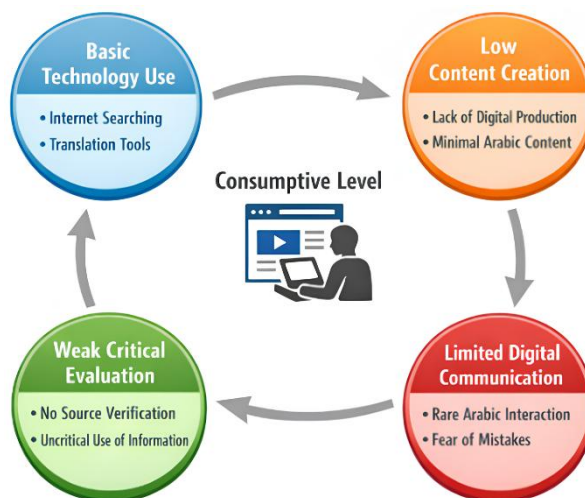 Basic
Technology Use
• Internet Searching
• Translation Tools
Low
Content Creation
• Lack of Digital Production
• Minimal Arabic Content
Consumptive Level
Weak Critical
Evaluation
• No Source Verification
• Uncritical Use of Information
Limited Digital
Communication
• Rare Arabic Interaction
• Fear of Mistakes